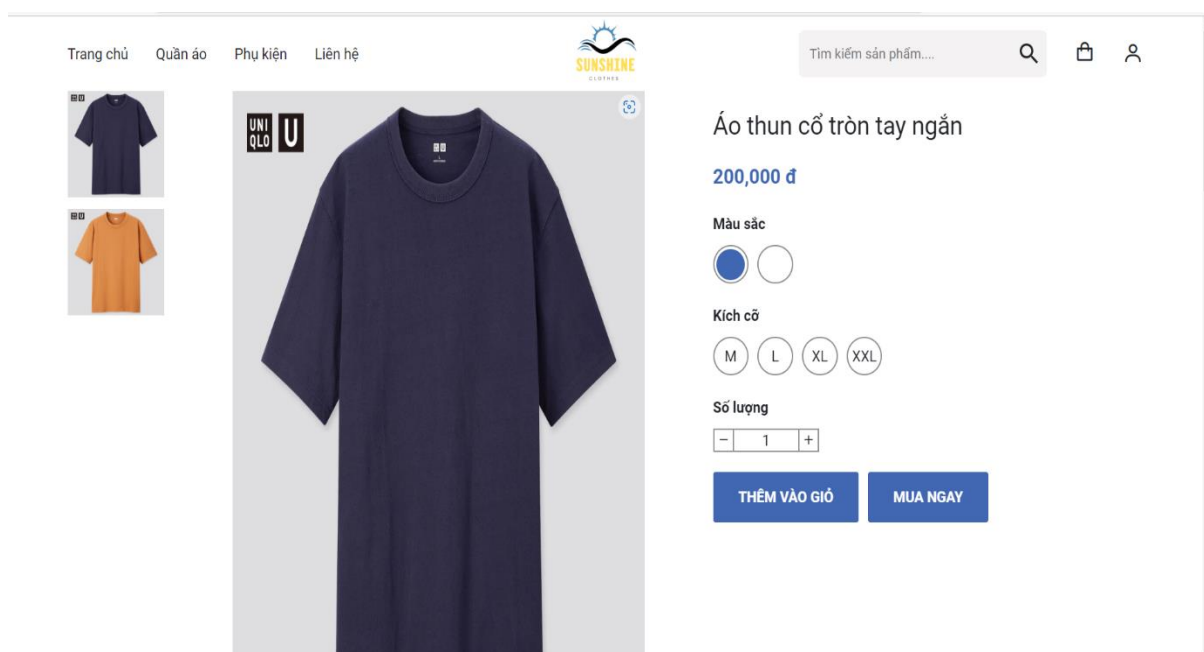 Trang chủ
Quần áo
Phụ kiện
Liên hệ
SUNSHINE
CLOTHES
Tìm kiếm sản phẩm....
UNI
QLO
U
Áo thun cổ tròn tay ngắn
200,000 đ
Màu sắc
Kích cỡ
M
L
XL
XXL
Số lượng
− 1 +
THÊM VÀO GIỎ
MUA NGAY